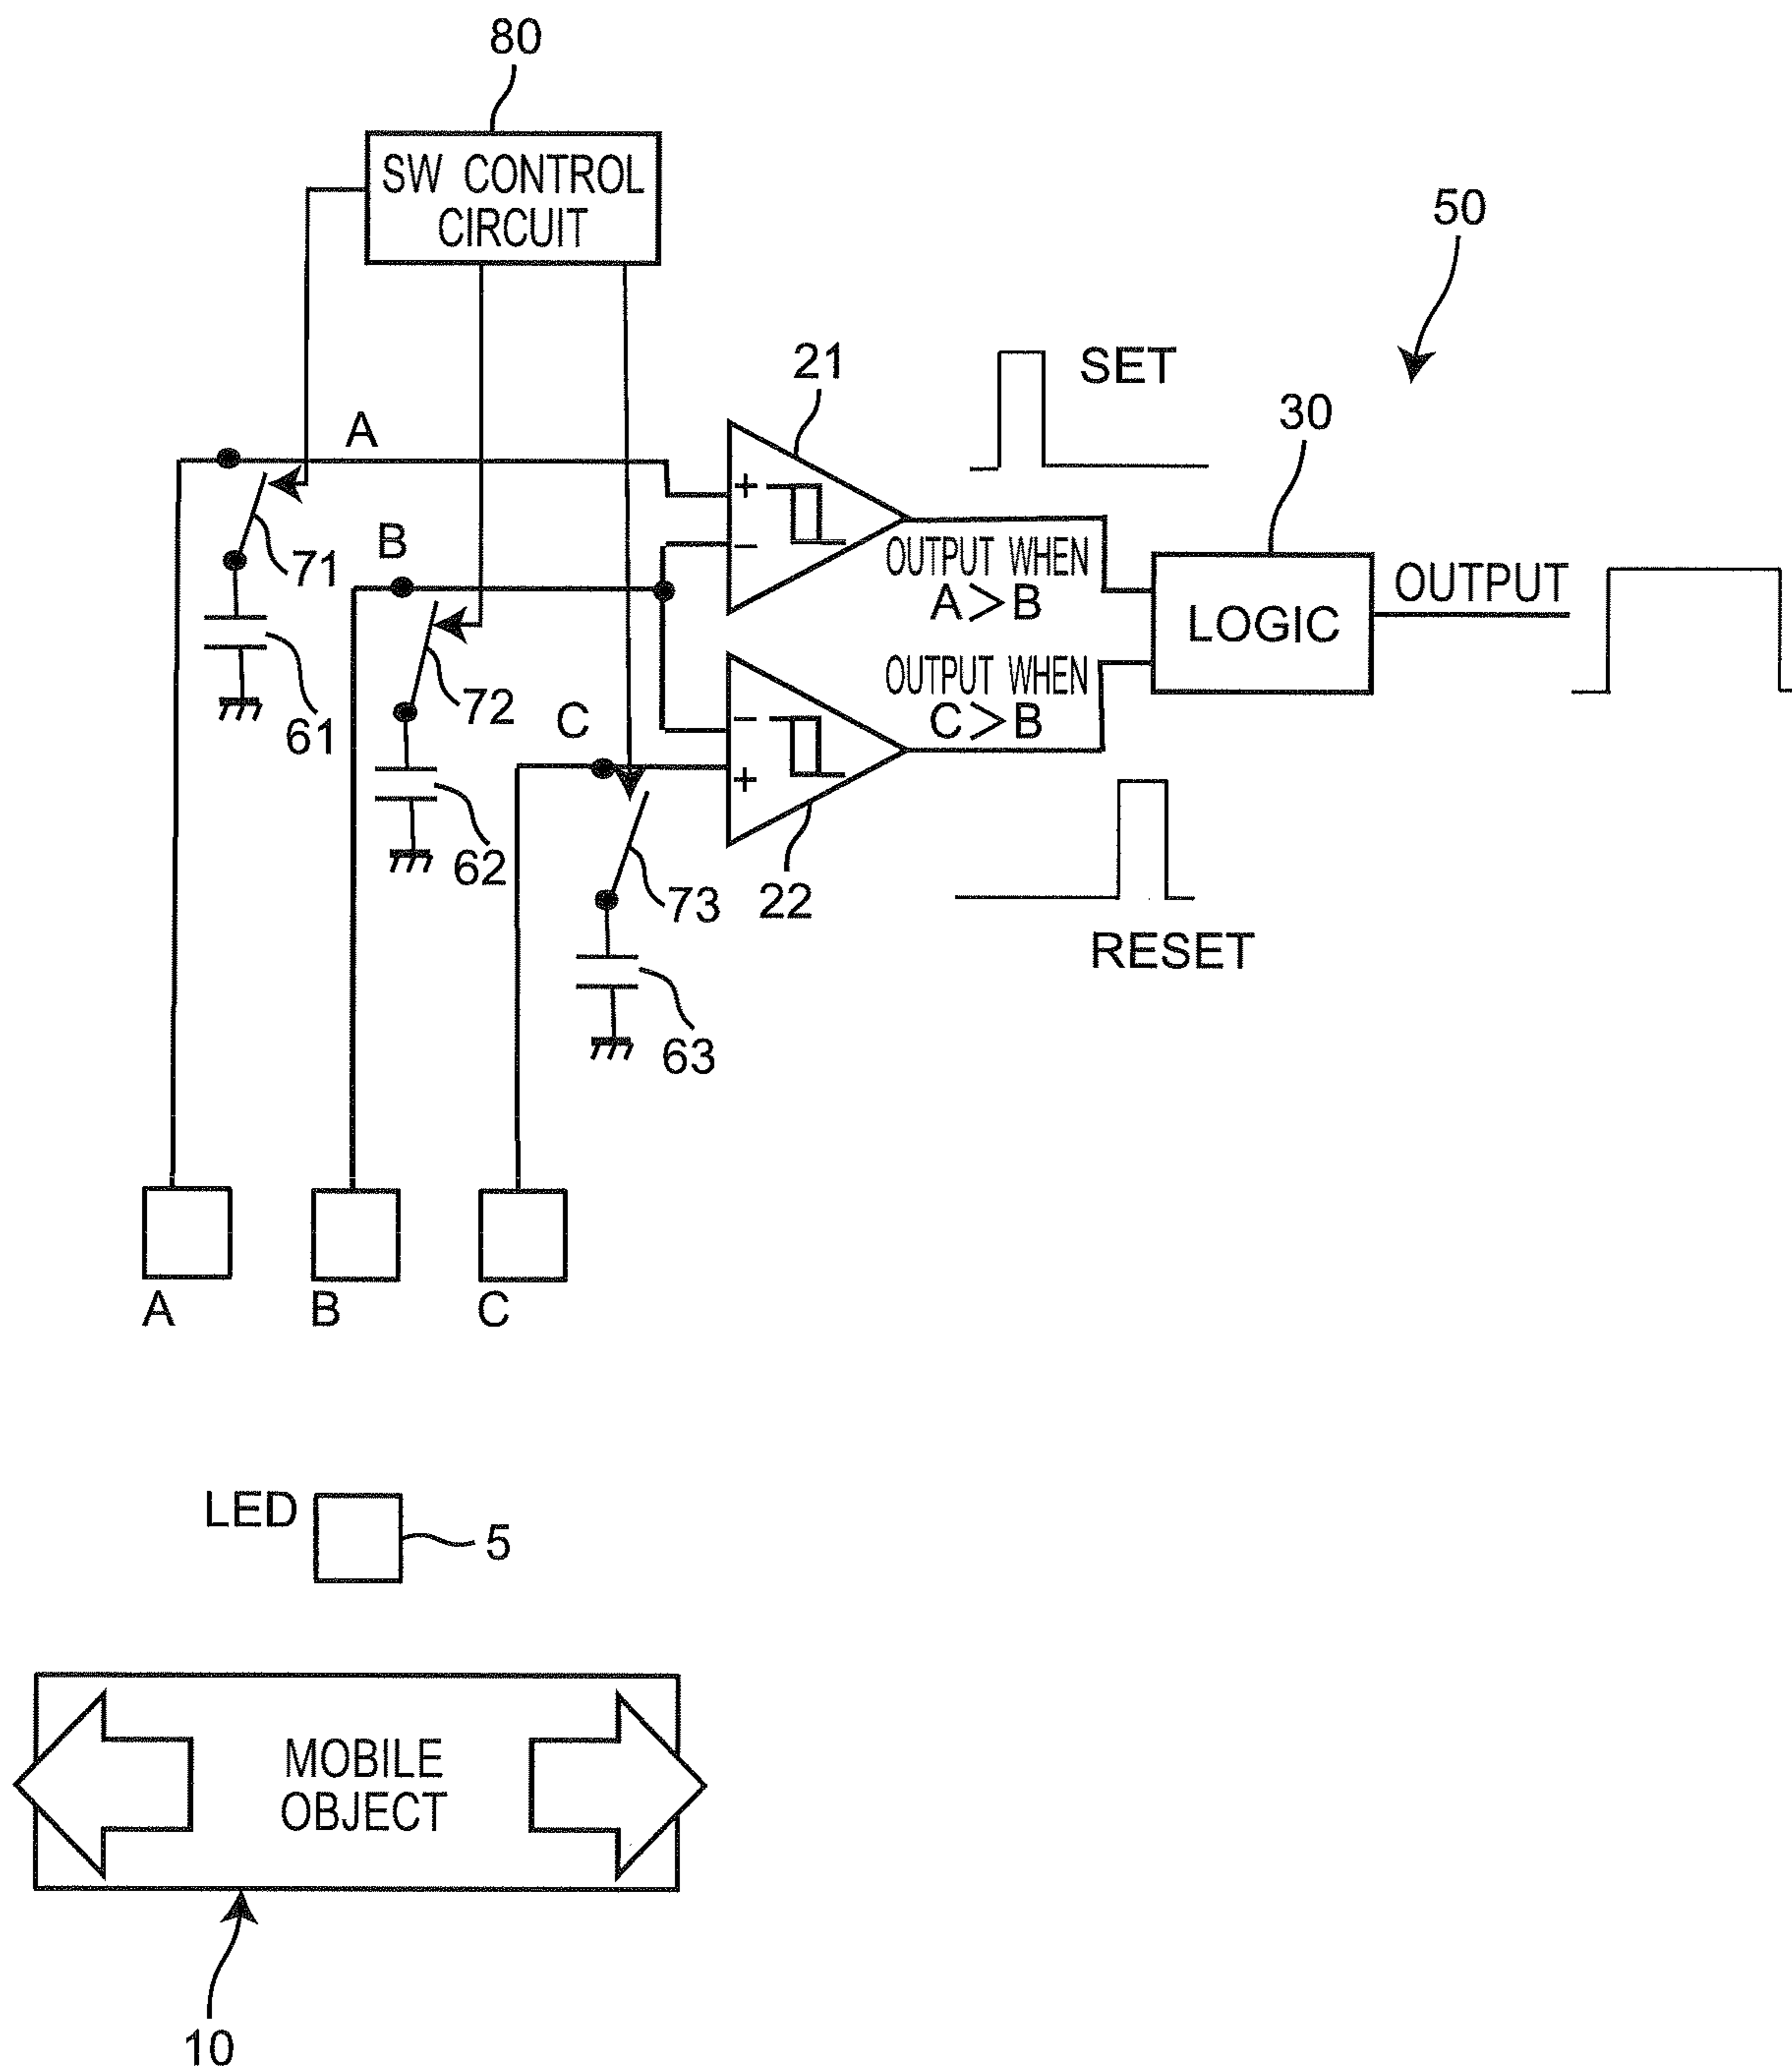 80
SW CONTROL
CIRCUIT
50
21
SET
A
30
+
71
B
−
OUTPUT WHEN
A>B
OUTPUT
LOGIC
61
72
OUTPUT WHEN
C>B
C
−
+
62
73
22
RESET
63
A
B
C
LED
5
MOBILE
OBJECT
10